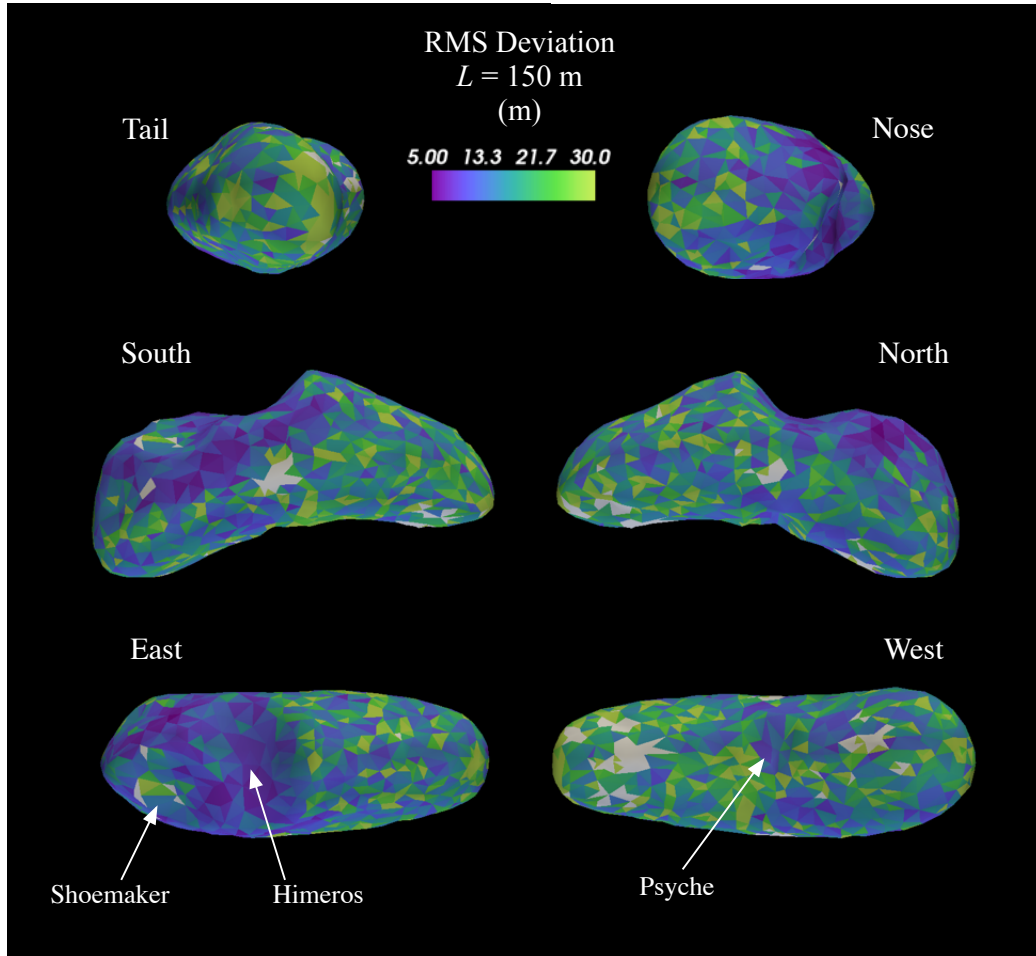 RMS Deviation
L = 150 m
(m)
5.00 13.3 21.7 30.0
Tail
Nose
South
North
East
West
Shoemaker
Himeros
Psyche